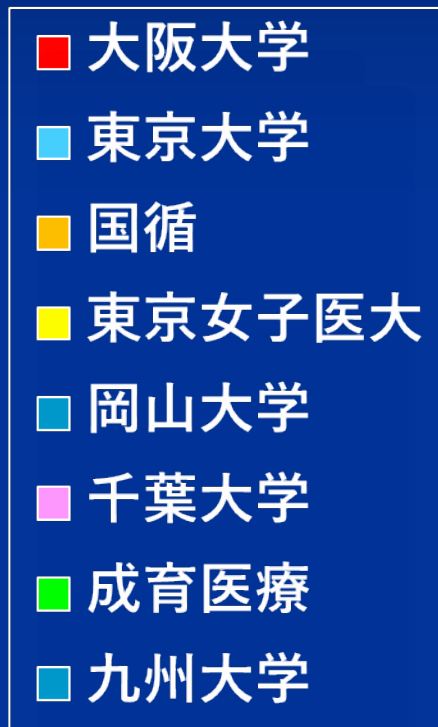 大阪大学
東京大学
国循
東京女子医大
岡山大学
千葉大学
成育医療
九州大学